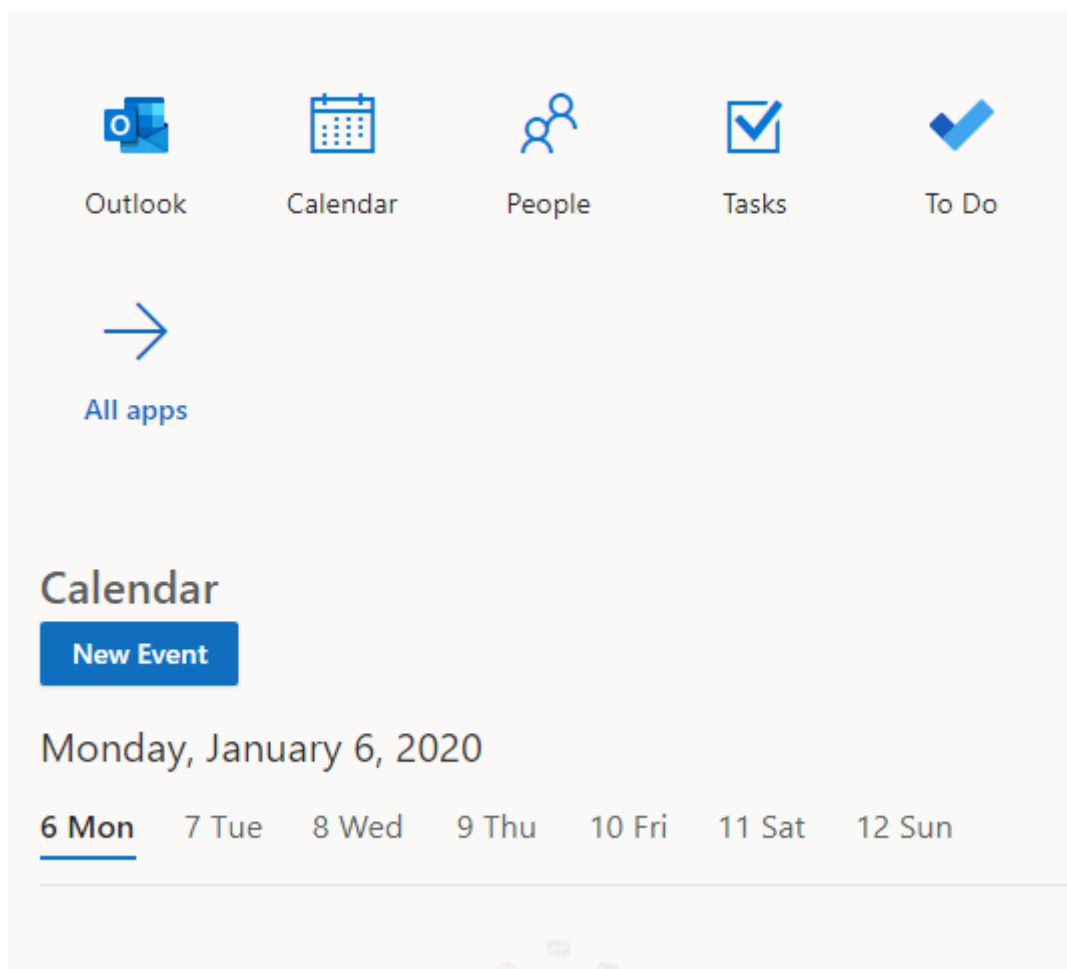 Outlook Calendar People Tasks To Do
All apps
Calendar
New Event
Monday, January 6, 2020
6 Mon 7 Tue 8 Wed 9 Thu 10 Fri 11 Sat 12 Sun